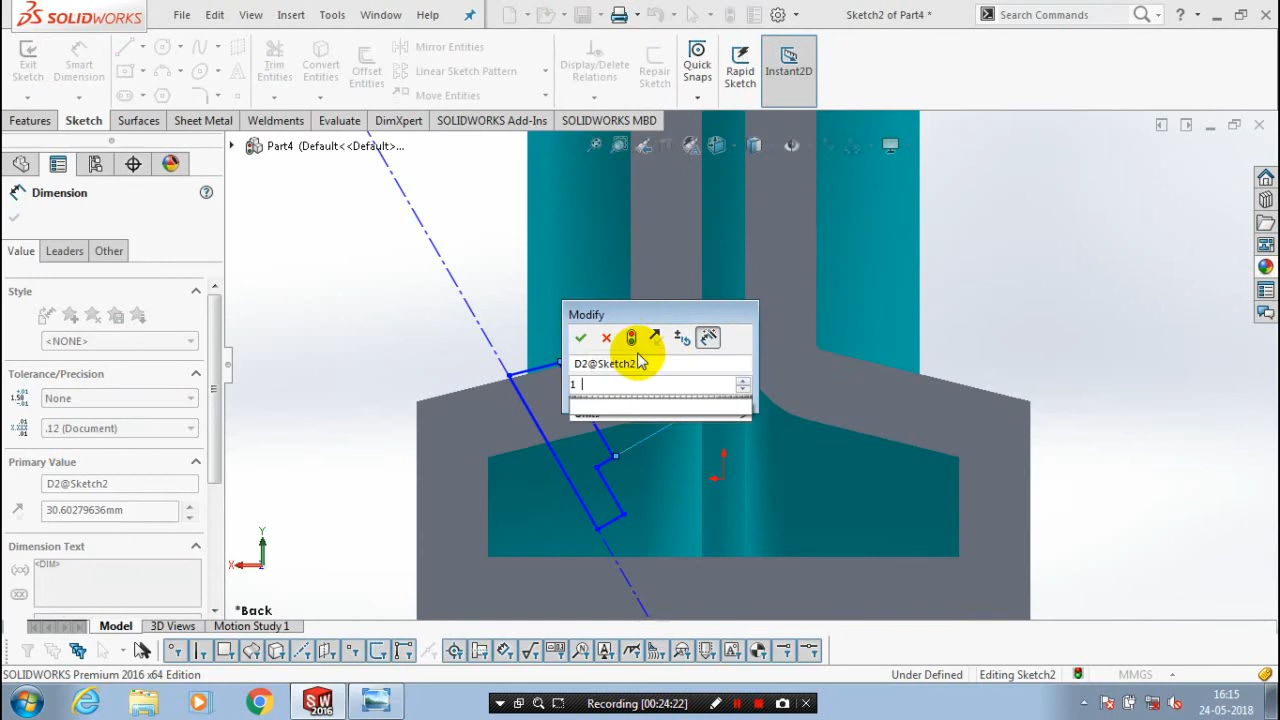 SOLIDWORKS
File
Edit
View
Insert
Tools
Window
Help
Sketch2 of Part4 *
Search Commands
Exit Sketch
Smart Dimensions
Trim Entities
Convert Entities
Offset Entities
Mirror Entities
Linear Sketch Pattern
Move Entities
Display/Delete Relations
Repair Sketch
Quick Snaps
Rapid Sketch
Instant2D
Features
Sketch
Surfaces
Sheet Metal
Weldments
Evaluate
DimXpert
SOLIDWORKS Add-Ins
SOLIDWORKS MBD
Part4 (Default<<Default>...
Dimension
Value
Leaders
Other
Style
<NONE>
Tolerance/Precision
None
.12 (Document)
Primary Value
D2@Sketch2
30.60279636mm
Dimension Text
<DIM>
Modify
D2@Sketch2
1
Y
X
*Back
Model
3D Views
Motion Study 1
SOLIDWORKS Premium 2016 x64 Edition
Under Defined
Editing Sketch2
MMGS
SW 2016
Recording [00:24:22]
16:15
24-05-2018